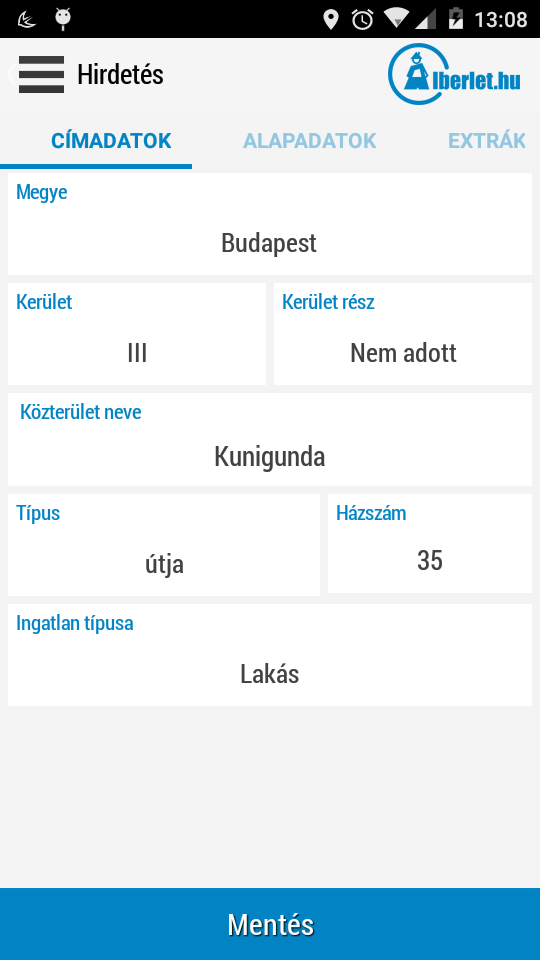 13:08
Hirdetés
Alberlet.hu
CÍMADATOK ALAPADATOK EXTRÁK
Megye
Budapest
Kerület Kerület rész
III Nem adott
Közterület neve
Kunigunda
Típus Házszám
útja 35
Ingatlan típusa
Lakás
Mentés